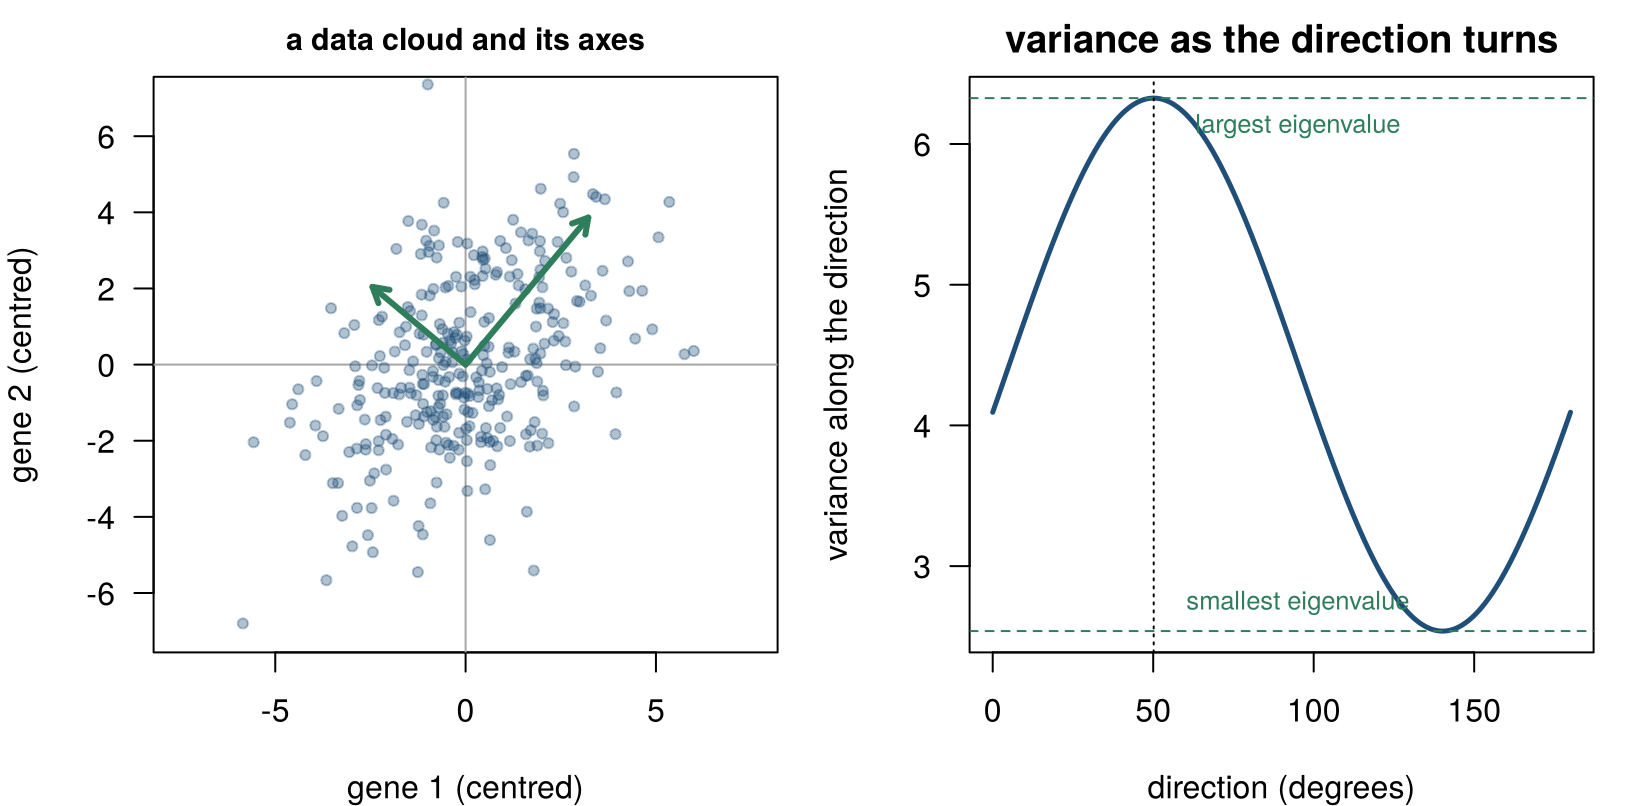 a data cloud and its axes
gene 2 (centred)
6
4
2
0
-2
-4
-6
-5
0
5
gene 1 (centred)
variance as the direction turns
variance along the direction
6
5
4
3
largest eigenvalue
smallest eigenvalue
0
50
100
150
direction (degrees)